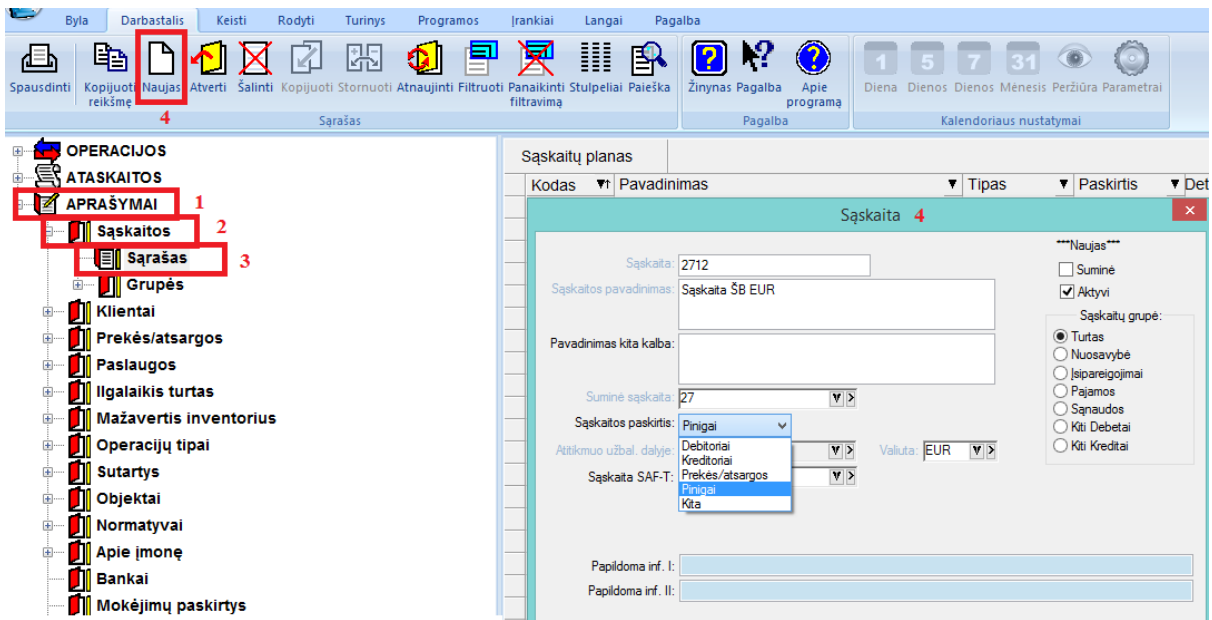 Byla Darbastalis Keisti Rodyti Turinys Programos Įrankiai Langai Pagalba
Spausdinti Kopijuoti reikšmę Naujas Atverti Šalinti Kopijuoti Stornuoti Atnaujinti Filtruoti Panaikinti filtravimą Stulpeliai Paieška Žinynas Pagalba Apie programą 1 Diena 5 Dienos 7 Dienos 31 Mėnesis Peržiūra Parametrai
4 Sąrašas Pagalba Kalendoriaus nustatymai
OPERACIJOS
ATASKAITOS
APRAŠYMAI 1
Sąskaitos 2
Sąrašas 3
Grupės
Klientai
Prekės/atsargos
Paslaugos
Ilgalaikis turtas
Mažavertis inventorius
Operacijų tipai
Sutartys
Objektai
Normatyvai
Apie įmonę
Bankai
Mokėjimų paskirtys
Sąskaitų planas
Kodas Pavadinimas Tipas Paskirtis Det
Sąskaita 4
***Naujas***
Sąskaita: 2712
Suminė
Sąskaitos pavadinimas: Sąskaita ŠB EUR
Aktyvi
Sąskaitų grupė:
Pavadinimas kita kalba:
Turtas
Nuosavybė
Įsipareigojimai
Pajamos
Sąnaudos
Kiti Debetai
Kiti Kreditai
Suminė sąskaita: 27
Sąskaitos paskirtis: Pinigai
Debitoriai
Kreditoriai
Prekės/atsargos
Pinigai
Kita
Atitikmuo užbal. dalyje: Valiuta: EUR
Sąskaita SAF-T:
Papildoma inf. I:
Papildoma inf. II: